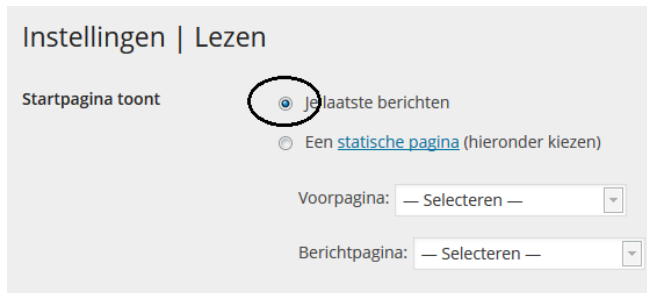 Instellingen | Lezen
Startpagina toont
Je laatste berichten
Een statische pagina (hieronder kiezen)
Voorpagina: — Selecteren —
Berichtpagina: — Selecteren —